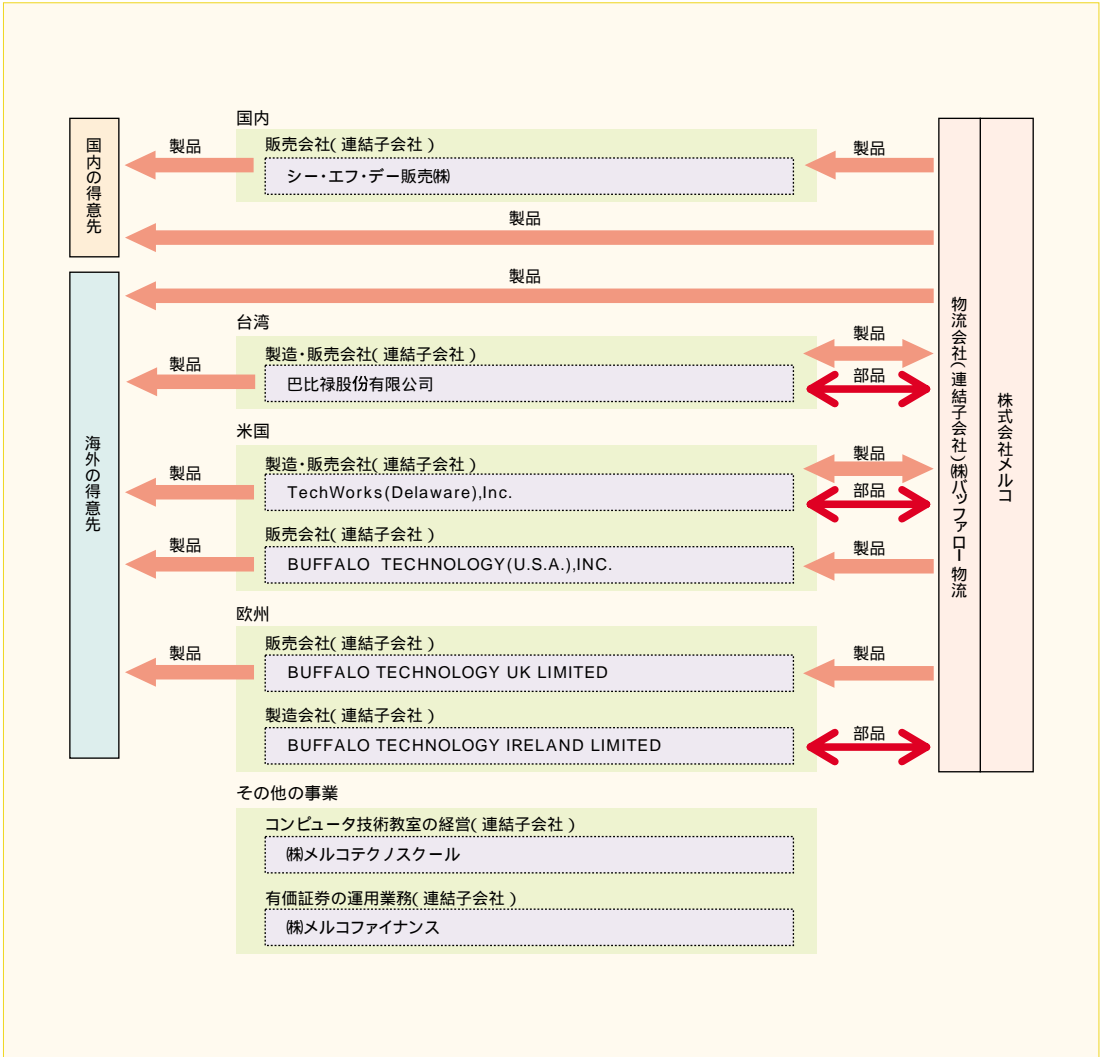 国内
国内の得意先
製品
販売会社(連結子会社)
シー・エフ・デー販売㈱
製品
製品
製品
台湾
製造・販売会社(連結子会社)
巴比禄股份有限公司
製品
製品
部品
米国
海外の得意先
製造・販売会社(連結子会社)
TechWorks(Delaware),Inc.
製品
製品
部品
販売会社(連結子会社)
BUFFALO TECHNOLOGY(U.S.A.),INC.
製品
製品
欧州
販売会社(連結子会社)
BUFFALO TECHNOLOGY UK LIMITED
製品
製品
製造会社(連結子会社)
BUFFALO TECHNOLOGY IRELAND LIMITED
部品
物流会社(連結子会社)㈱バッファロー物流
株式会社メルコ
その他の事業
コンピュータ技術教室の経営(連結子会社)
㈱メルコテクノスクール
有価証券の運用業務(連結子会社)
㈱メルコファイナンス